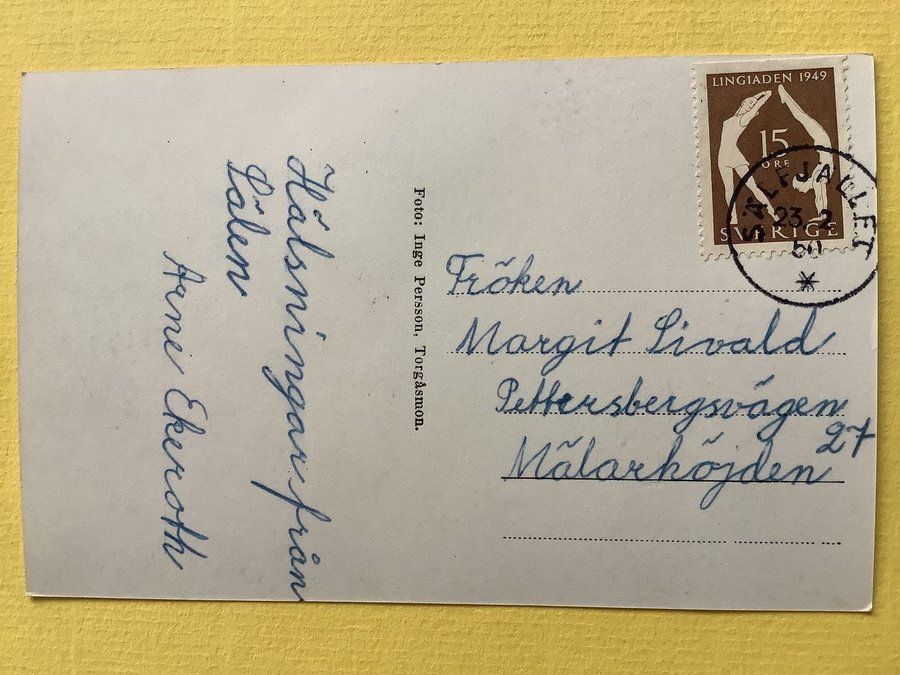 Hälsningar från
Sälen
Arne Ekeroth
Foto: Inge Persson, Torgåsmon.
LINGIADEN 1949
15
ÖRE
SVERIGE
SÄLFJÄLLET
23 2
50
Fröken
Margit Sivald
Pettersbergsvägen
27
Mälarhöjden